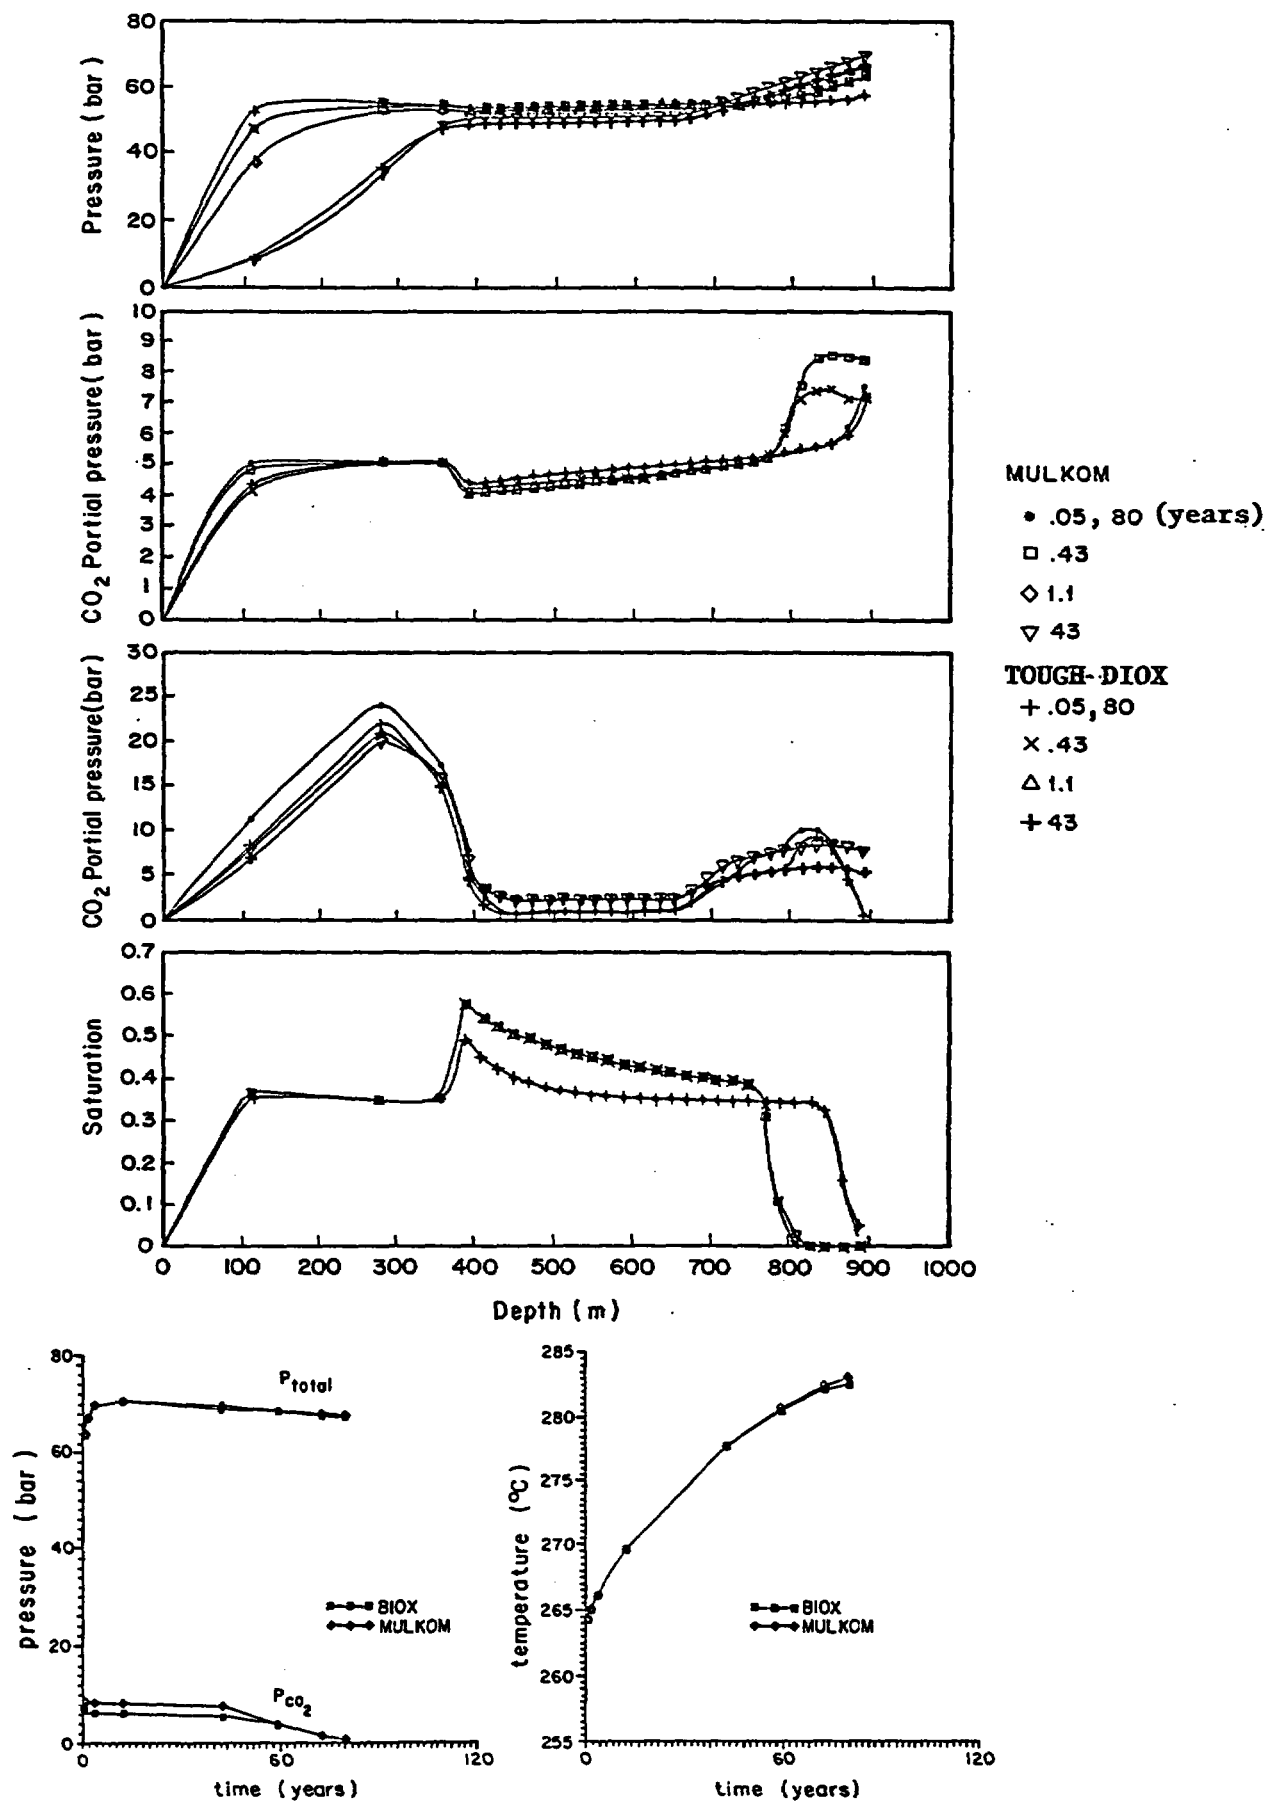 80
60
40
20
0
Pressure (bar)
10
9
8
7
6
5
4
3
2
1
0
CO2 Partial pressure (bar)
MULKOM
.05, 80 (years)
.43
1.1
43
TOUGH-DIOX
.05, 80
.43
1.1
43
30
25
20
15
10
5
0
CO2 Partial pressure (bar)
0.7
0.6
0.5
0.4
0.3
0.2
0.1
0
Saturation
0 100 200 300 400 500 600 700 800 900 1000
Depth (m)
80
60
40
20
0
pressure (bar)
Ptotal
BIOX
MULKOM
Pco2
0 60 120
time (years)
285
280
275
270
265
260
255
temperature (°C)
BIOX
MULKOM
0 60 120
time (years)